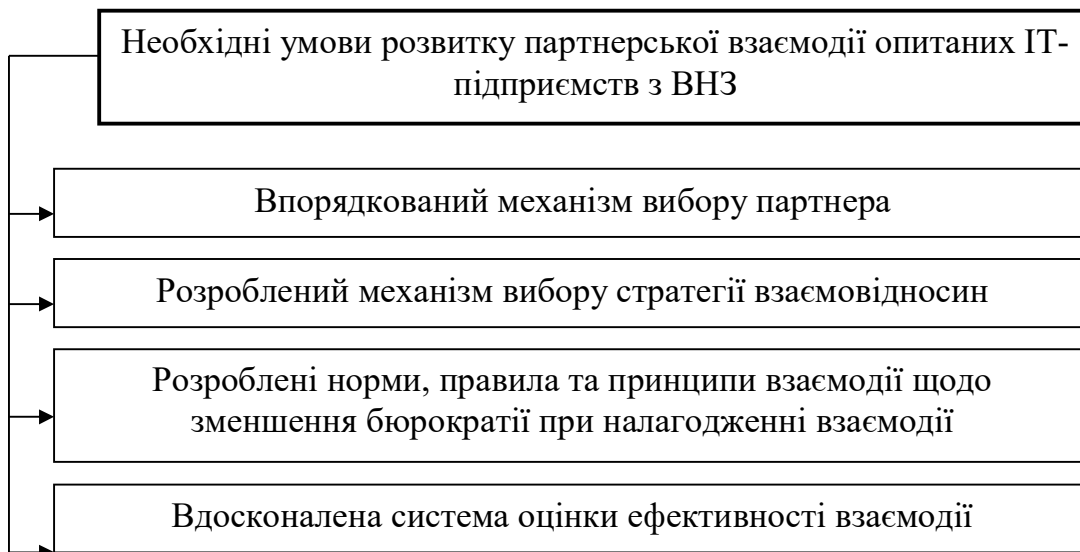 Необхідні умови розвитку партнерської взаємодії опитаних ІТ-
підприємств з ВНЗ
Впорядкований механізм вибору партнера
Розроблений механізм вибору стратегії взаємовідносин
Розроблені норми, правила та принципи взаємодії щодо
зменшення бюрократії при налагодженні взаємодії
Вдосконалена система оцінки ефективності взаємодії